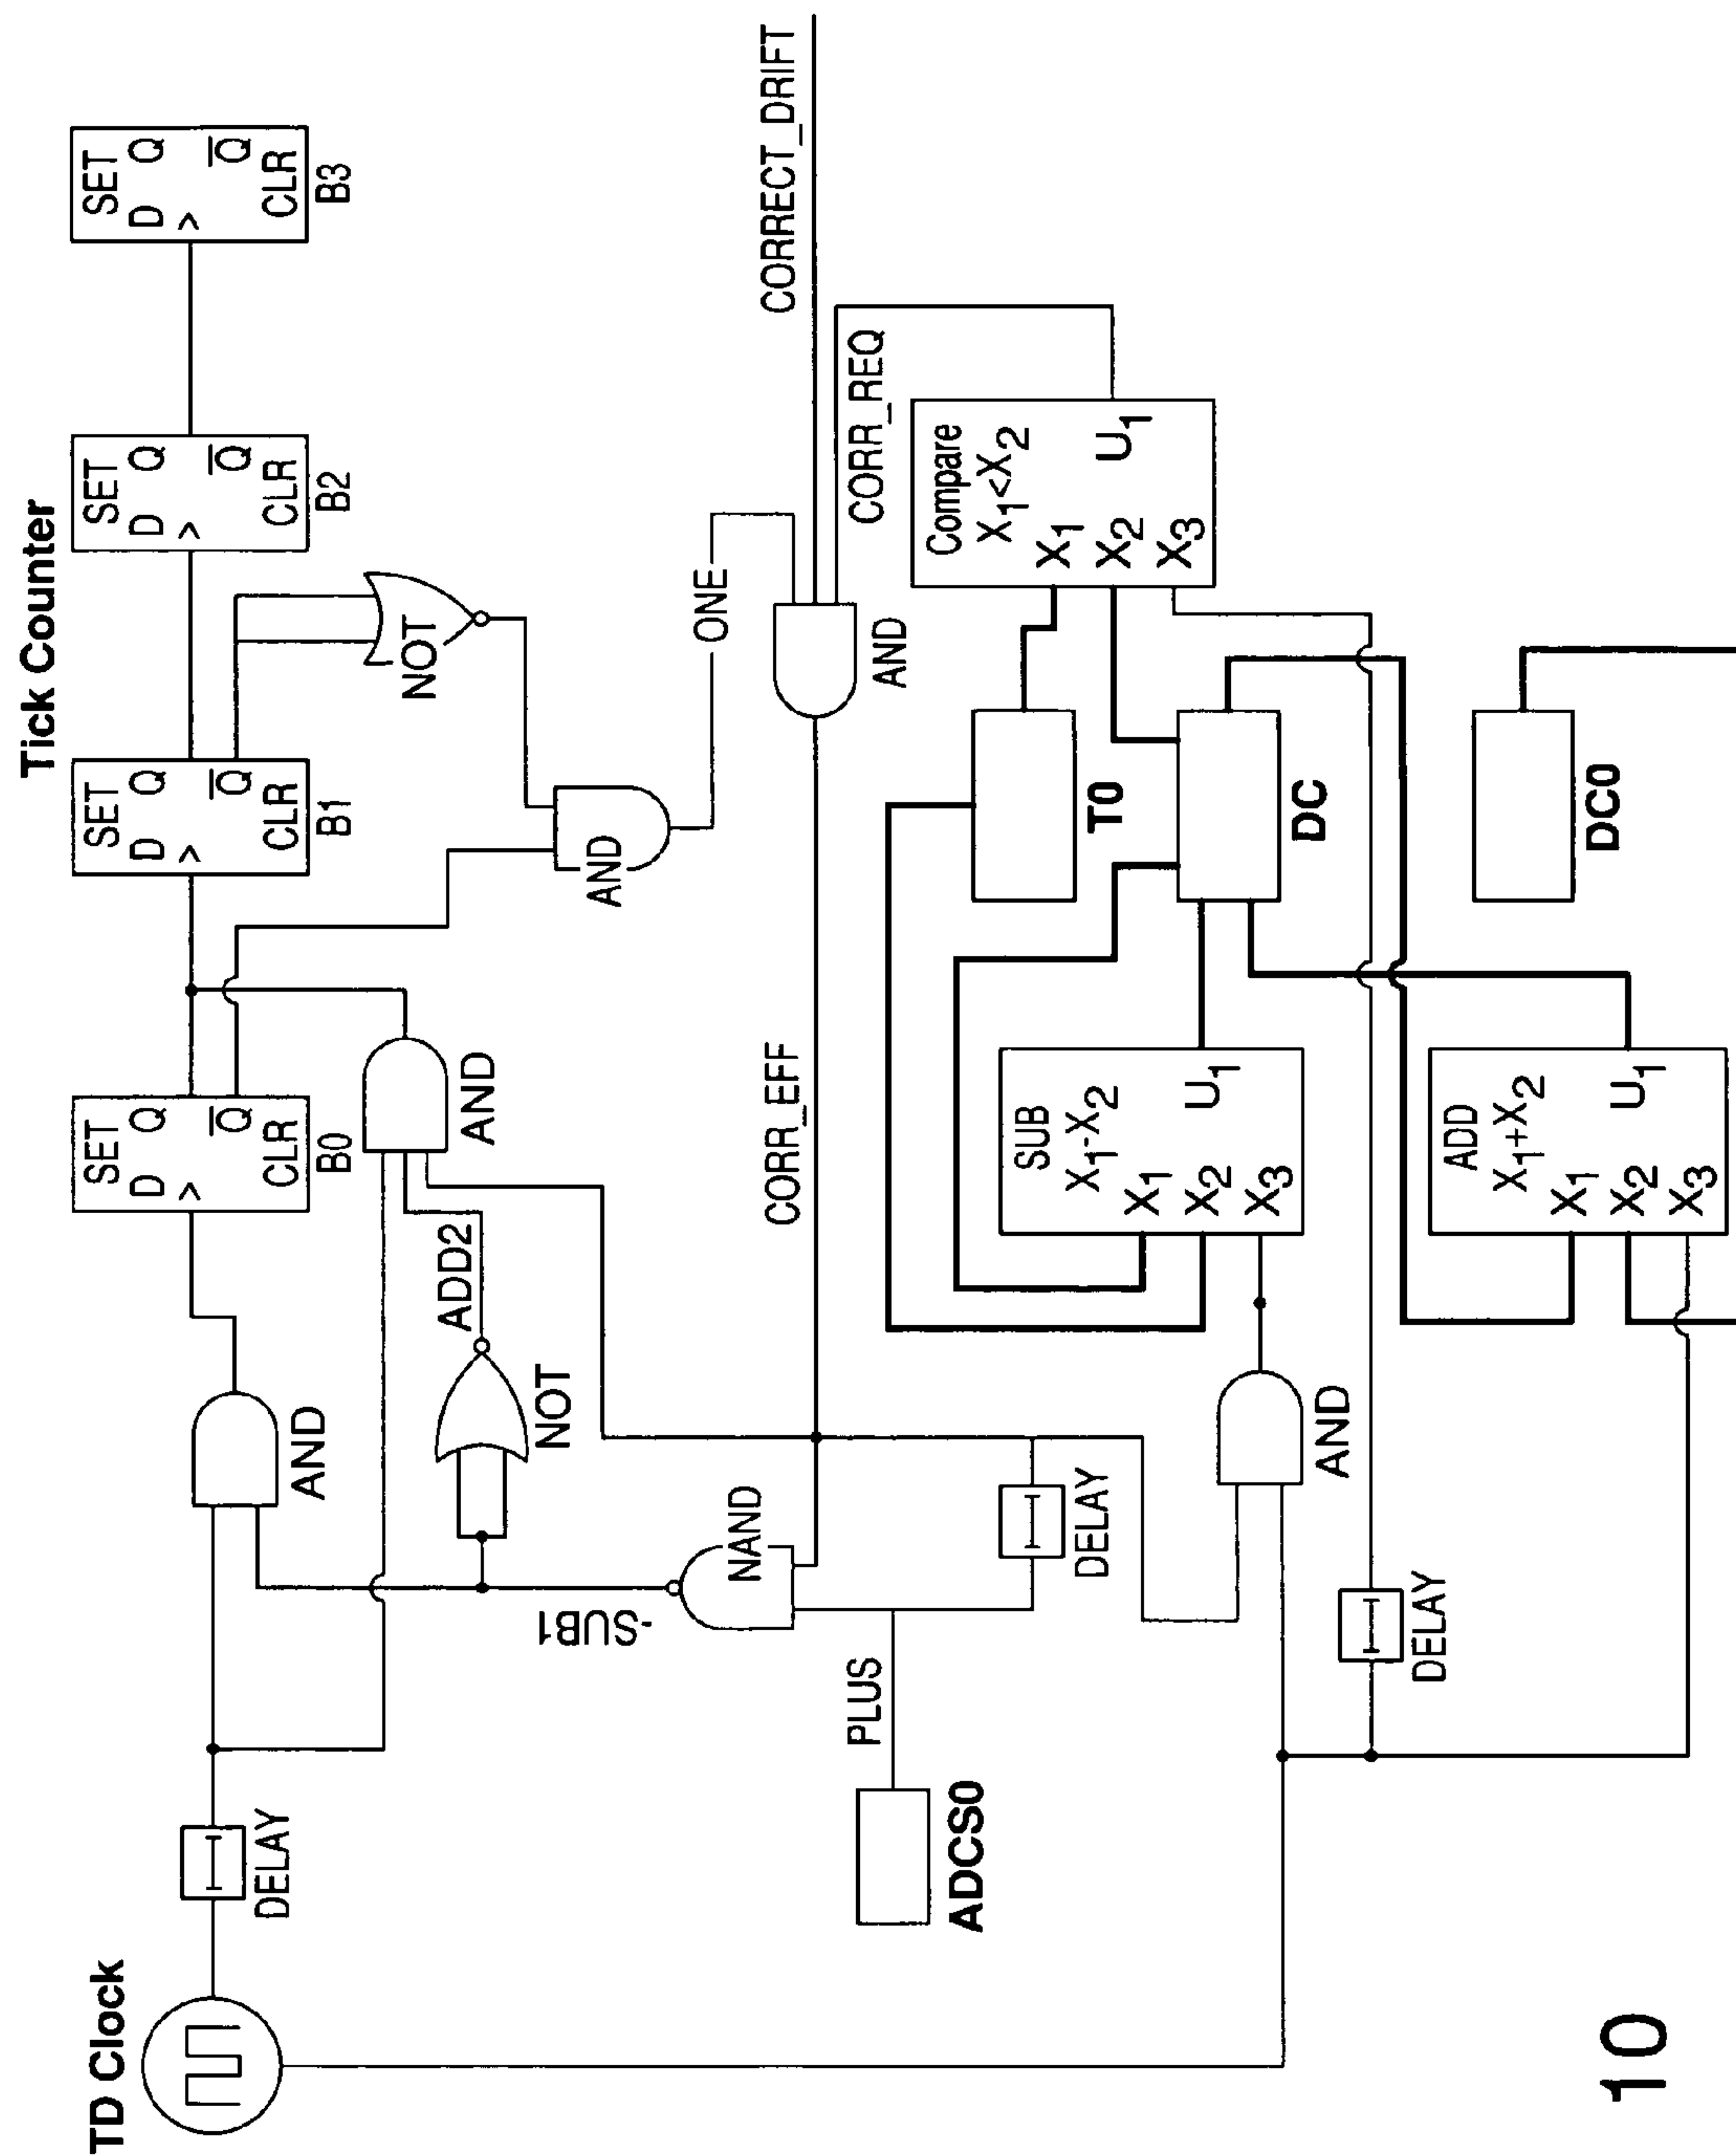 Tick Counter
TD Clock
DELAY
AND
SET
D Q
> Q
CLR
B0
SET
D Q
> Q
CLR
B1
SET
D Q
> Q
CLR
B2
SET
D Q
> Q
CLR
B3
AND
ADD2
NOT
NOT
AND
ONE
-SUB1
NAND
PLUS
ADCS0
DELAY
CORR_EFF
AND
CORRECT_DRIFT
CORR_REQ
AND
DELAY
SUB
X1-X2
X1
X2 U1
X3
T0
DC
Compare
X1<X2
X1
X2 U1
X3
ADD
X1+X2
X1
X2 U1
X3
DC0
10